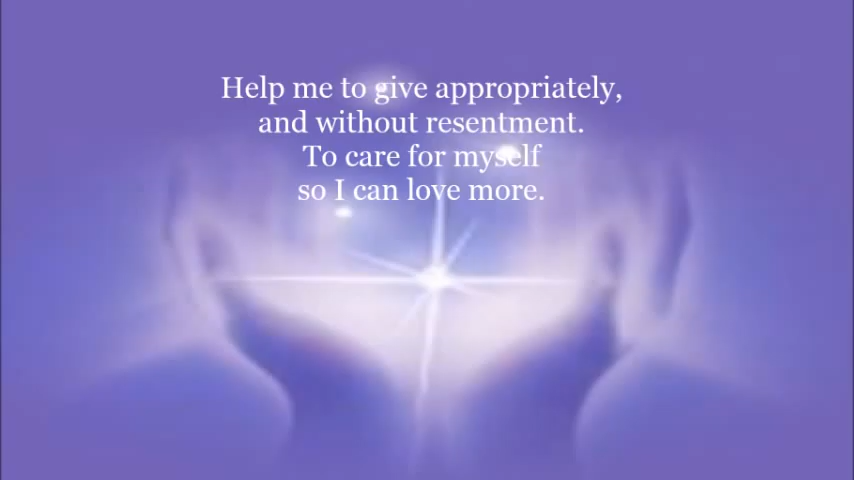 Help me to give appropriately,
and without resentment.
To care for myself
so I can love more.